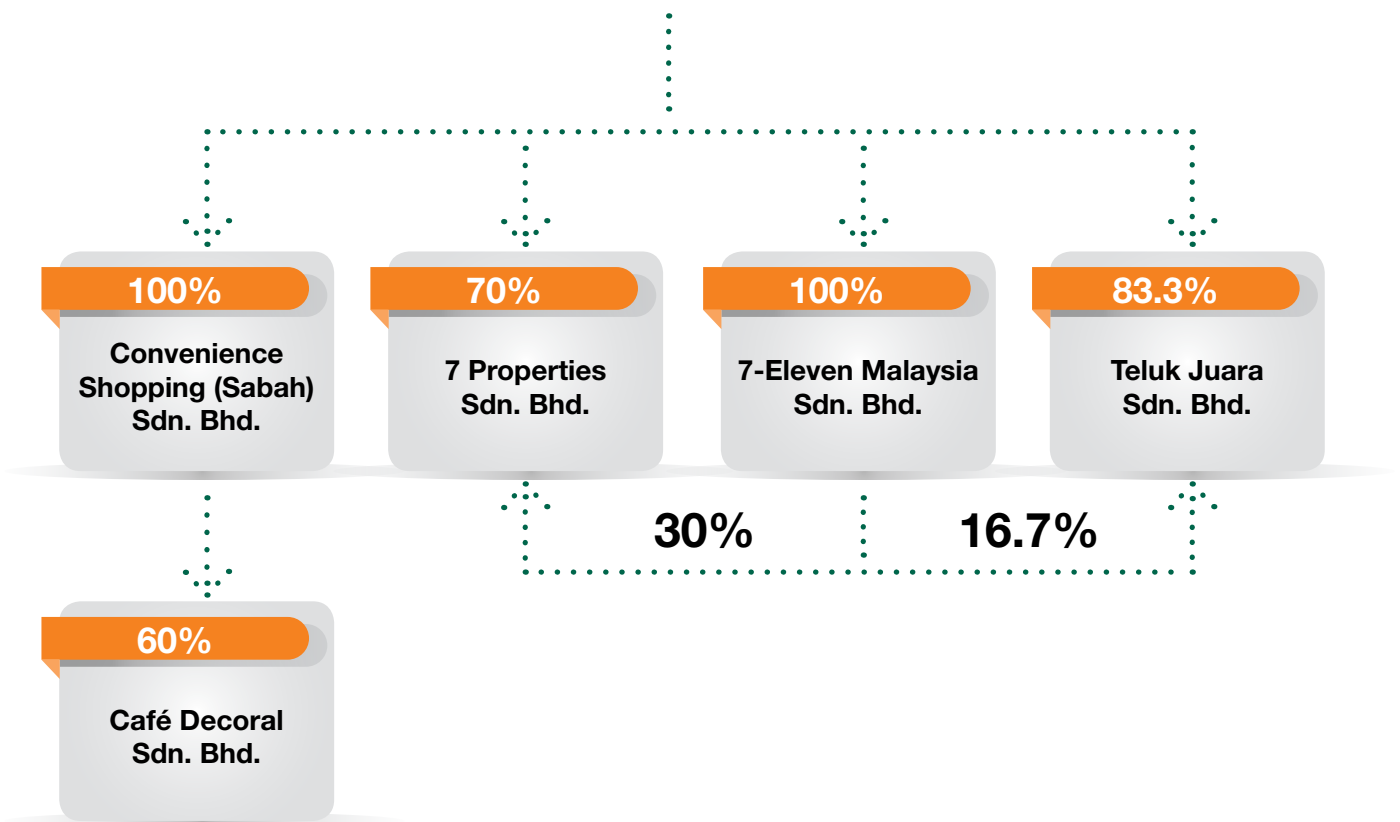 100%
Convenience
Shopping (Sabah)
Sdn. Bhd.
70%
7 Properties
Sdn. Bhd.
100%
7-Eleven Malaysia
Sdn. Bhd.
83.3%
Teluk Juara
Sdn. Bhd.
30%
16.7%
60%
Café Decoral
Sdn. Bhd.